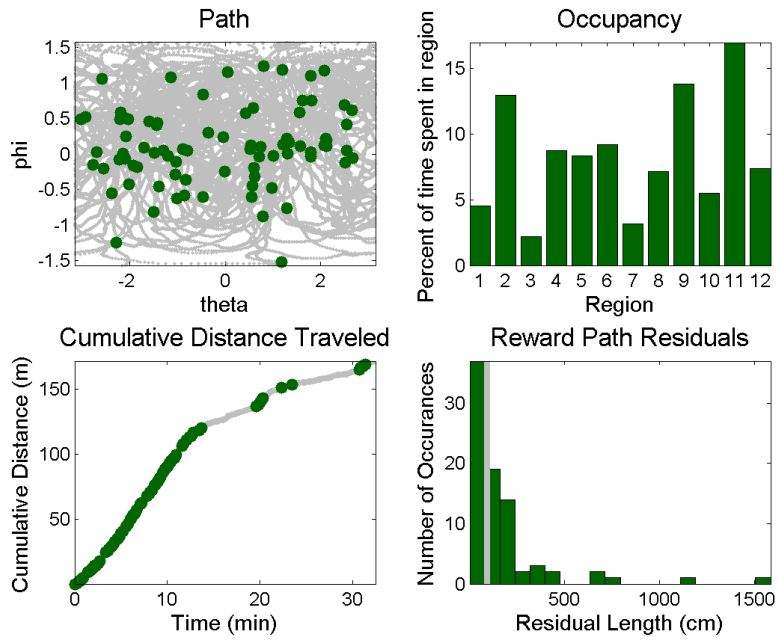 Path
phi
1.5
1
0.5
0
-0.5
-1
-1.5
-2
0
2
theta
Occupancy
Percent of time spent in region
15
10
5
0
1 2 3 4 5 6 7 8 9 10 11 12
Region
Cumulative Distance Traveled
Cumulative Distance (m)
150
100
50
0
10
20
30
Time (min)
Reward Path Residuals
Number of Occurances
30
20
10
0
500
1000
1500
Residual Length (cm)